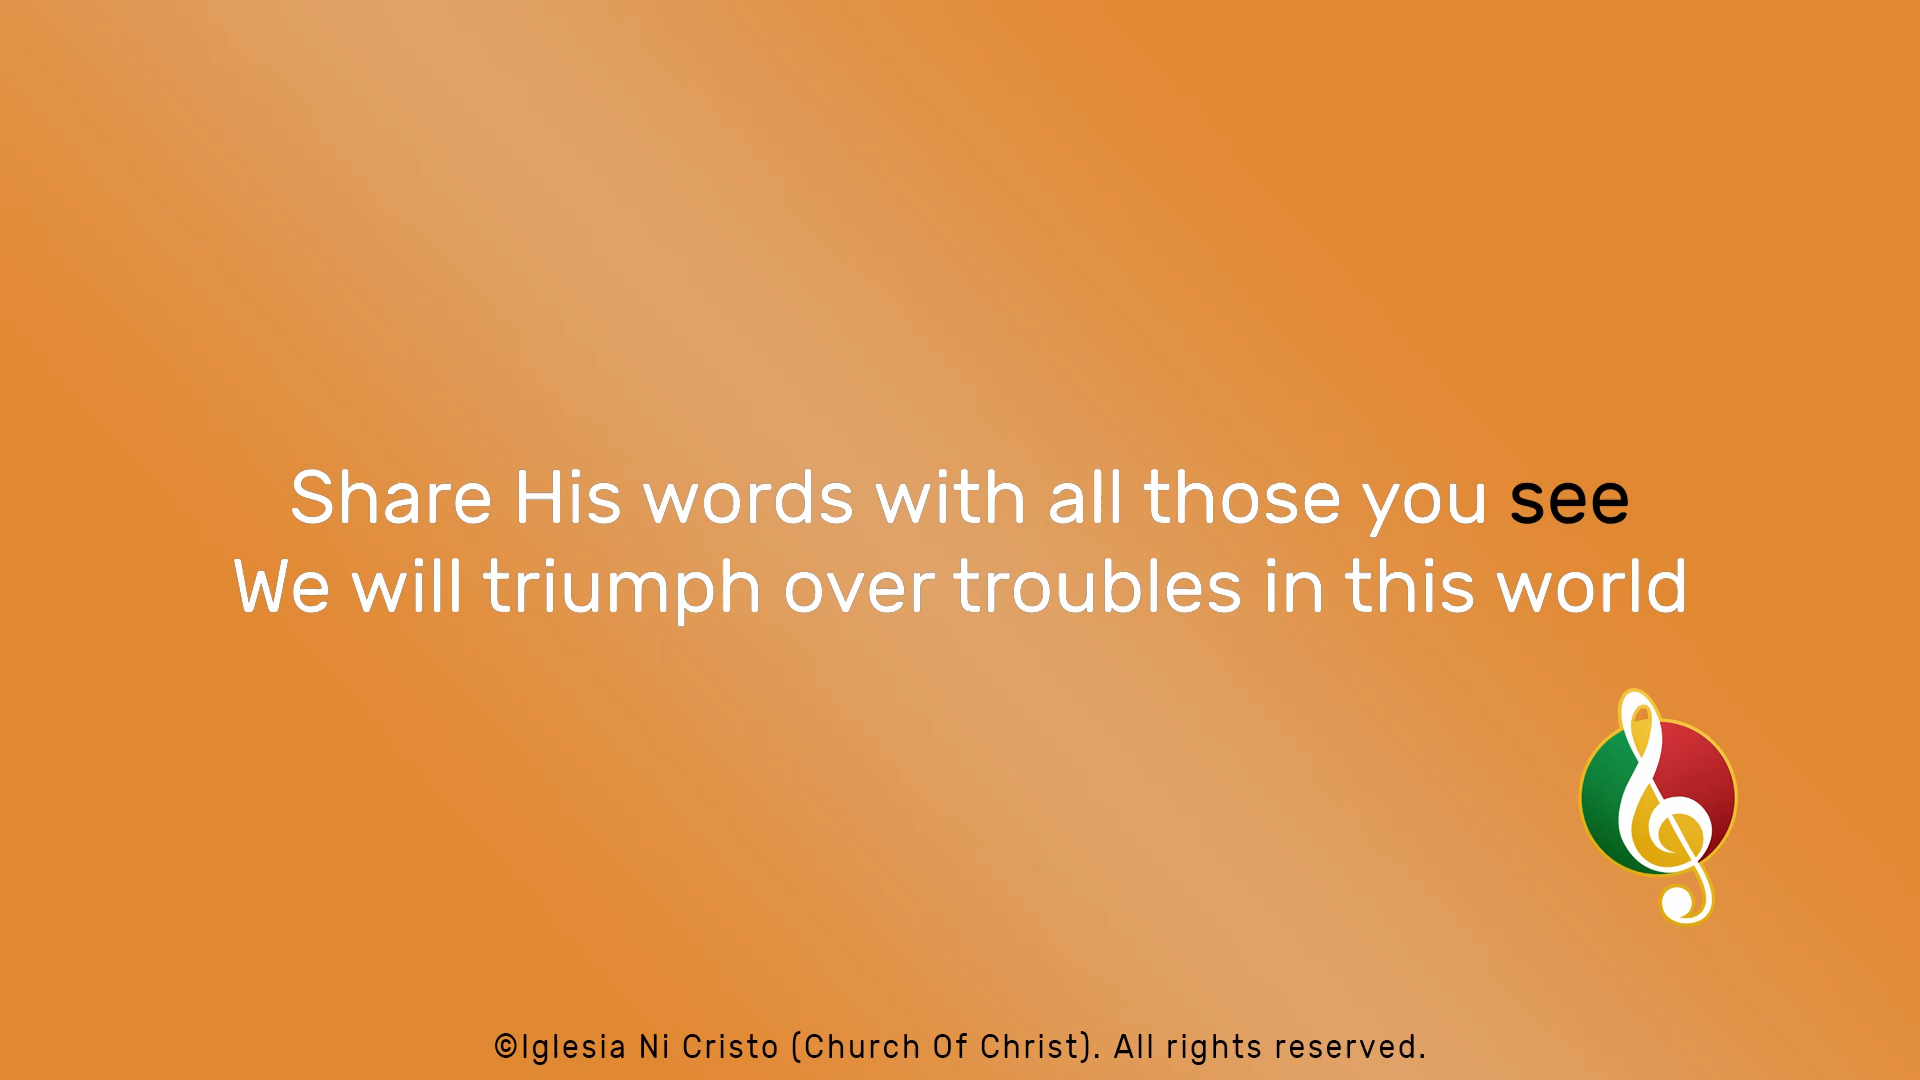 Share His words with all those you see
We will triumph over troubles in this world
©Iglesia Ni Cristo (Church Of Christ). All rights reserved.